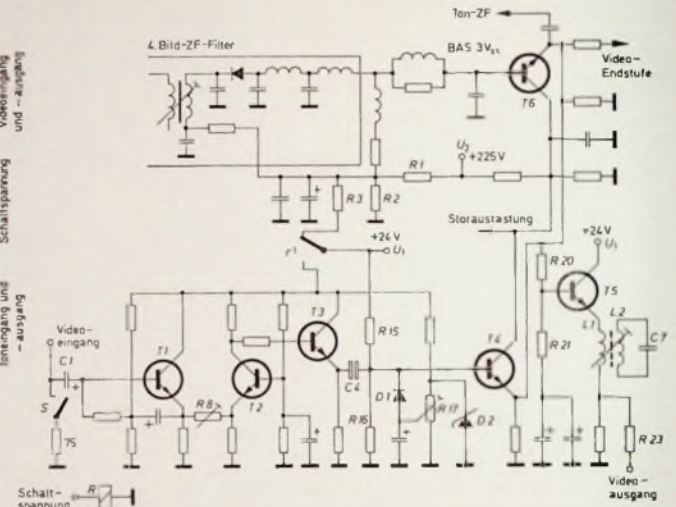 Ton-ZF
4. Bild-ZF-Filter
BAS 3Vss
T6
Video-
Endstufe
U2
+225V
R1
R3
R2
+24V
U1
Storaustastung
r1
+24V
U1
R20
T5
L1
L2
C7
R21
T3
R15
T4
Video-
eingang
C1
T1
R8
T2
C4
D1
R17
D2
R16
S
75
R23
Video-
ausgang
Schalt-
spannung
R
und -ausgang
Videoeingang
Schaltspannung
-ausgang
Toneingang und